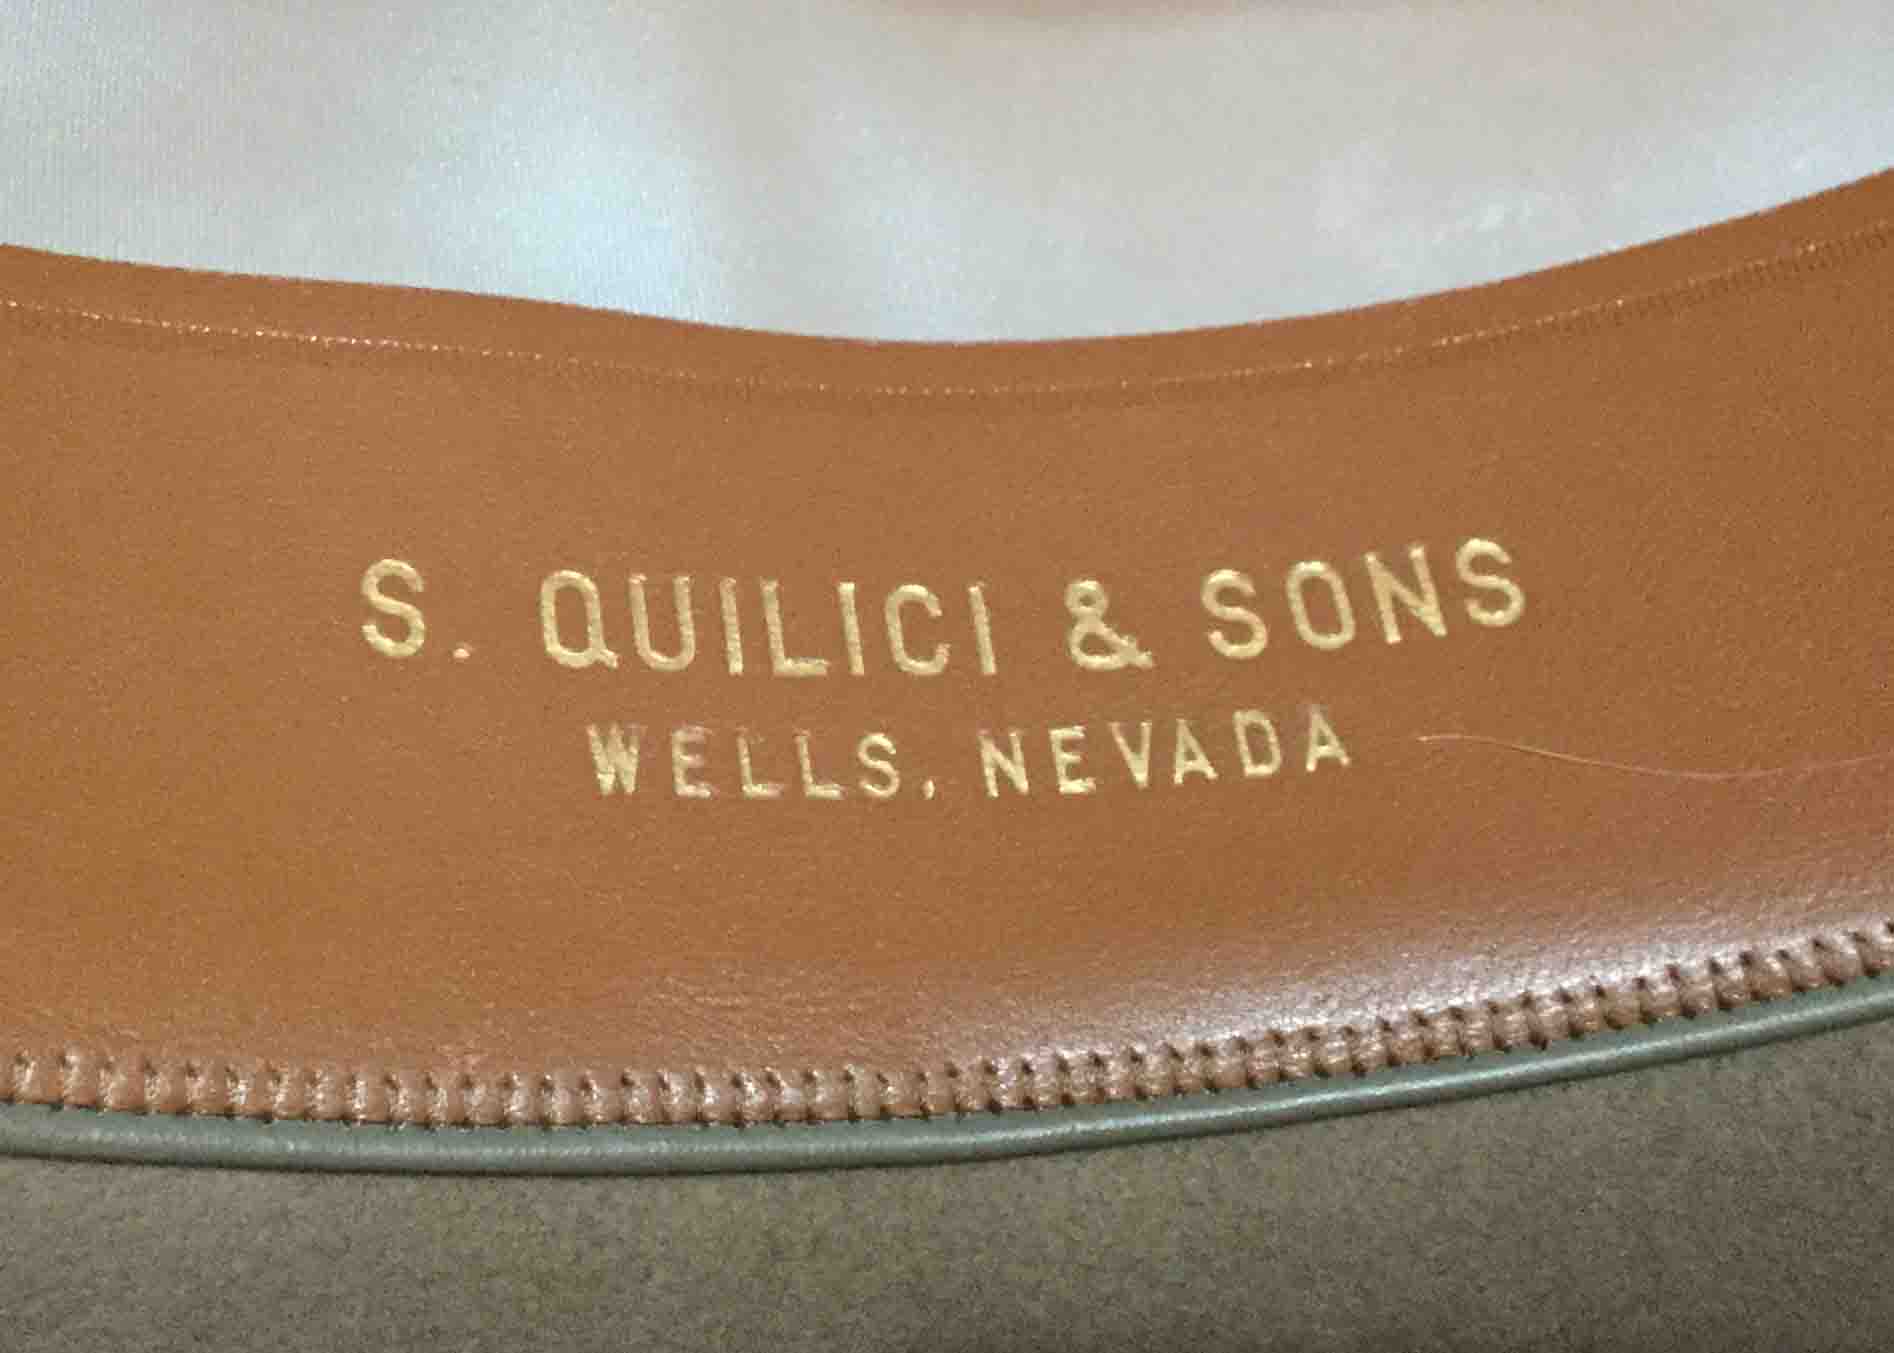 S. QUILICI & SONS
WELLS, NEVADA